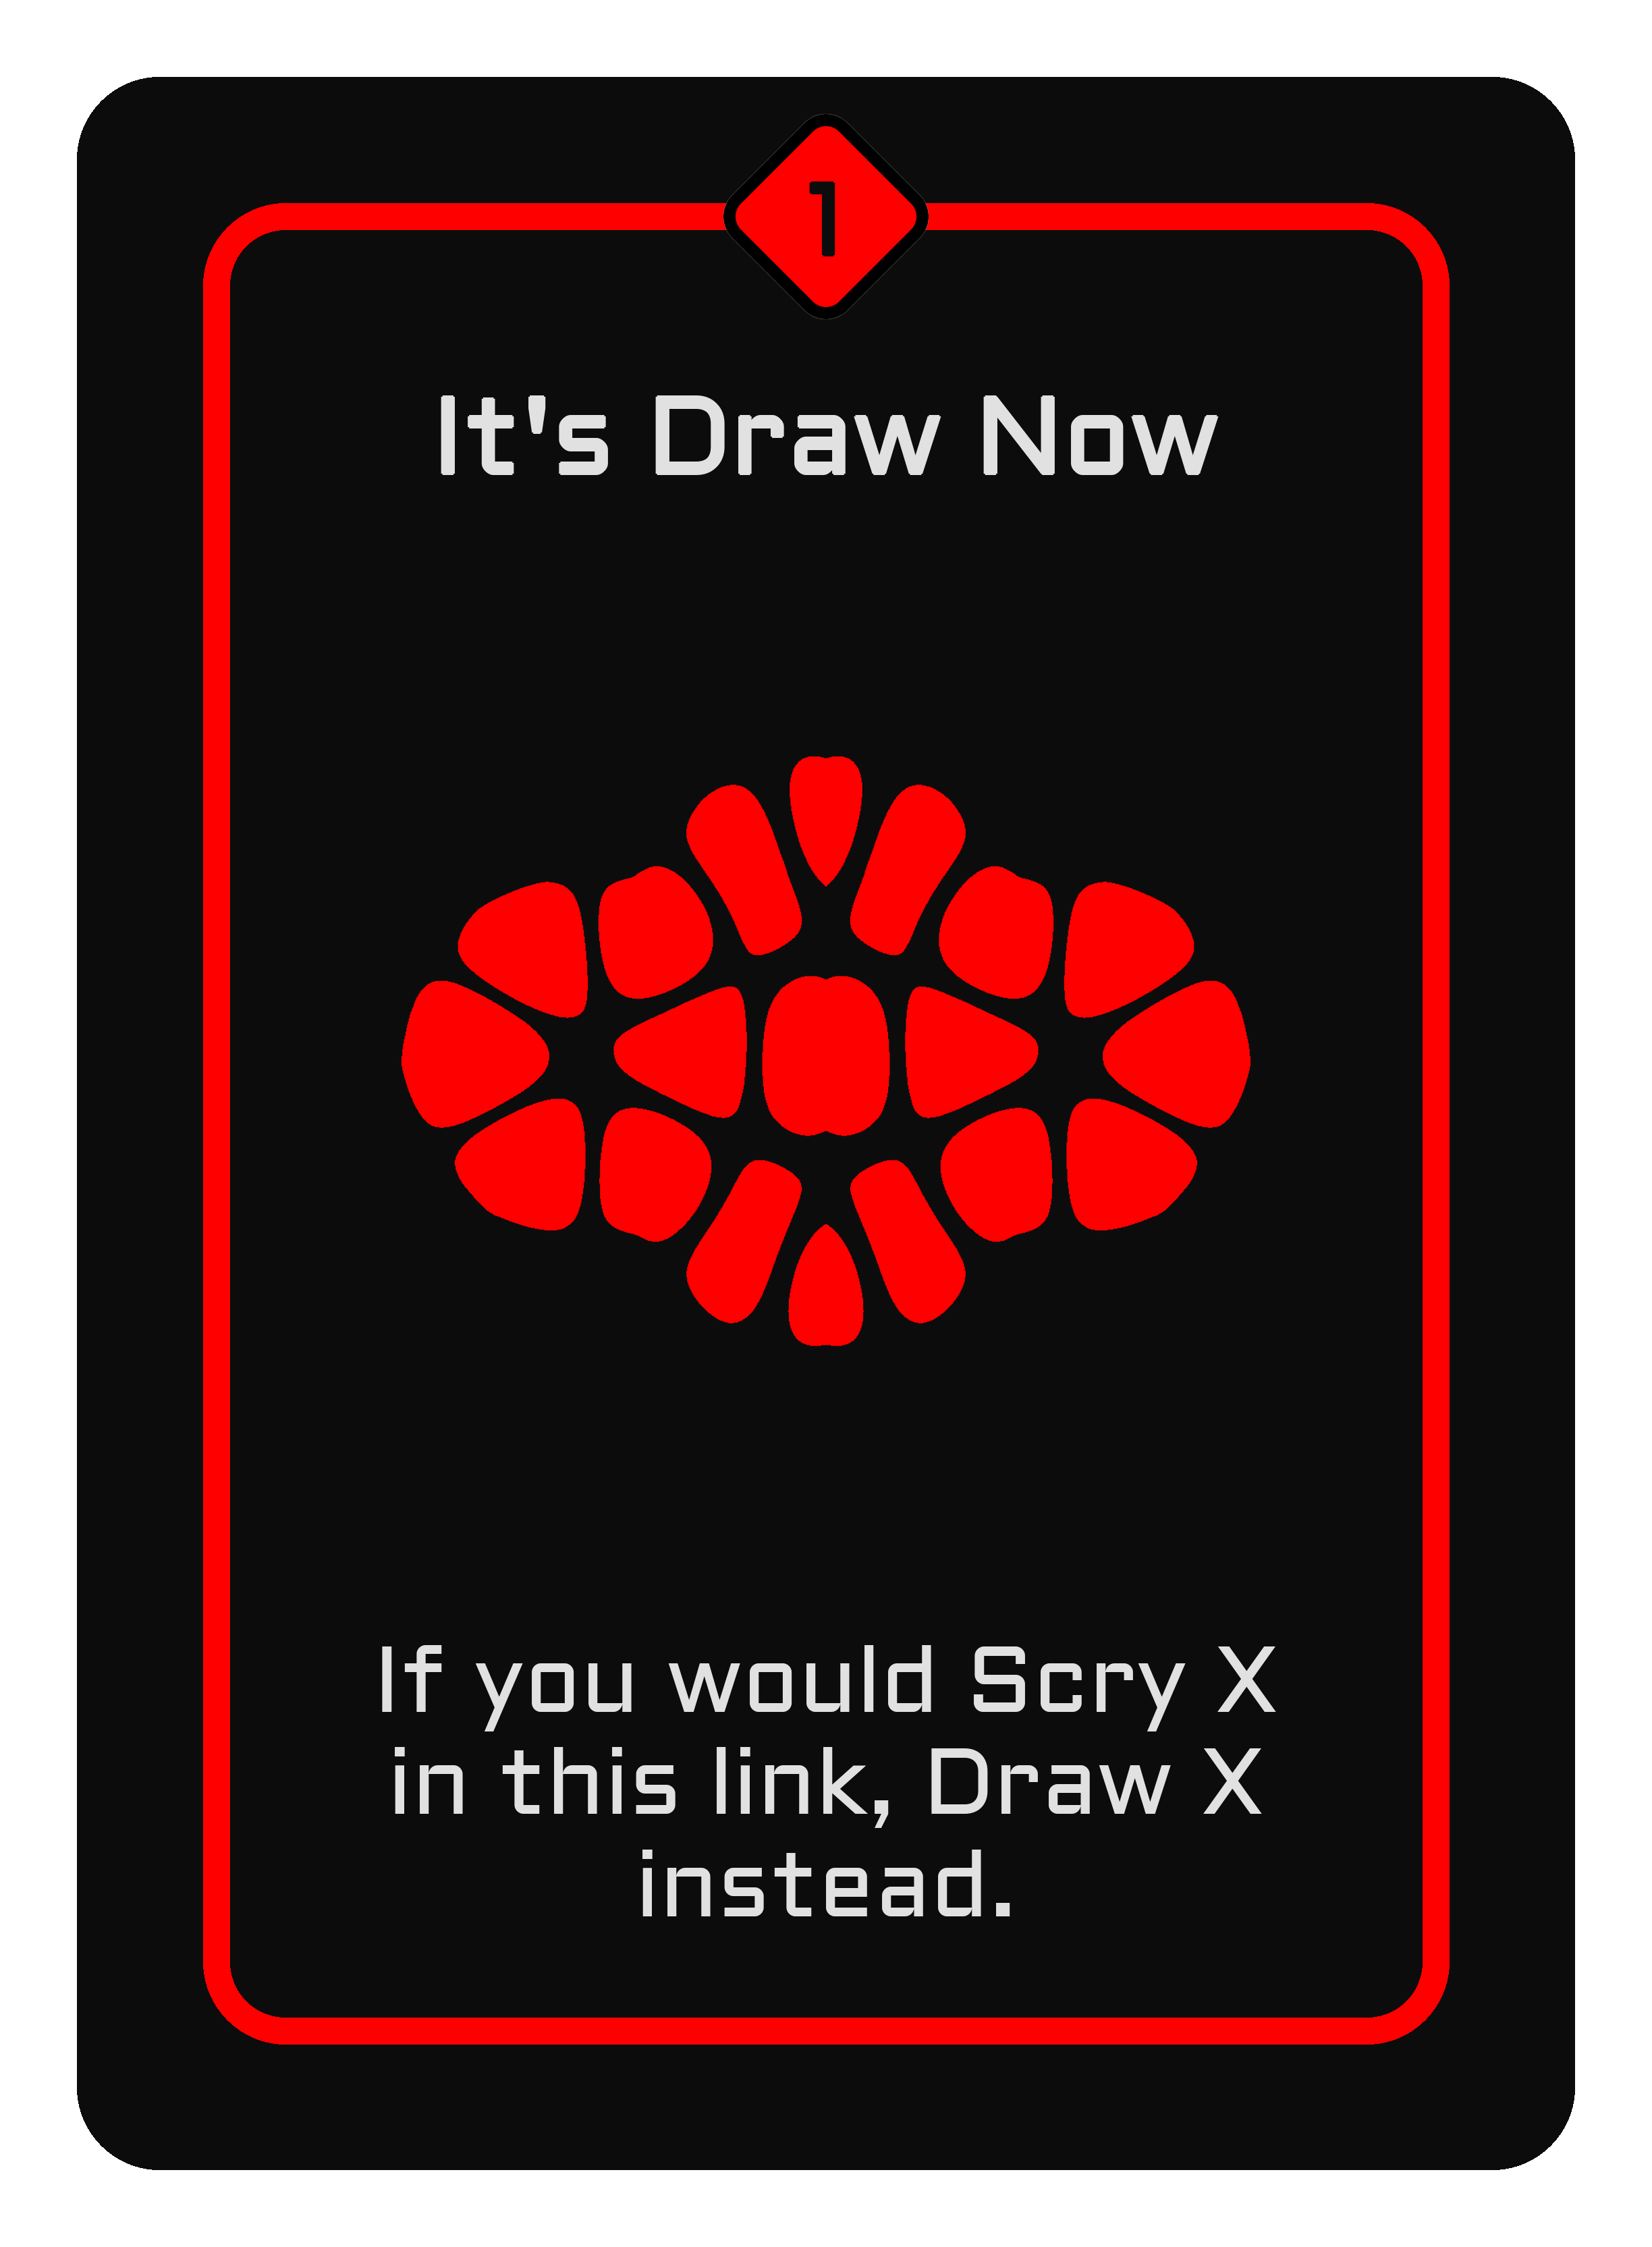 1
It's Draw Now
If you would Scry X
in this link, Draw X
instead.